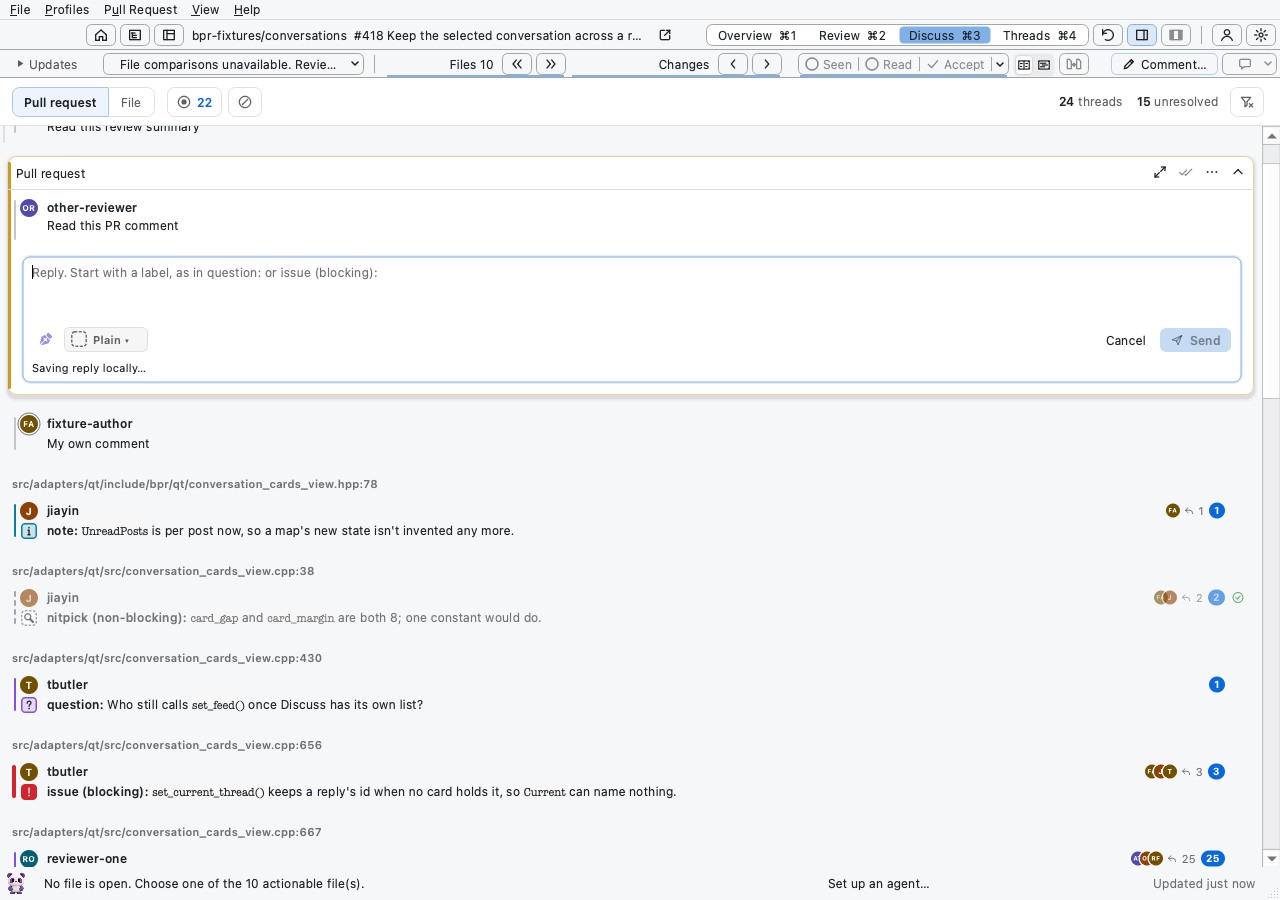 File Profiles Pull Request View Help
bpr-fixtures/conversations #418 Keep the selected conversation across a r... Overview ⌘1 Review ⌘2 Discuss ⌘3 Threads ⌘4
Updates File comparisons unavailable. Revie... Files 10 Changes Seen Read Accept Comment...
Pull request File 22 24 threads 15 unresolved
Read this review summary
Pull request
OR other-reviewer
Read this PR comment
Reply. Start with a label, as in question: or issue (blocking):
Plain Cancel Send
Saving reply locally...
FA fixture-author
My own comment
src/adapters/qt/include/bpr/qt/conversation_cards_view.hpp:78
J jiayin FA 1 1
note: UnreadPosts is per post now, so a map's new state isn't invented any more.
src/adapters/qt/src/conversation_cards_view.cpp:38
J jiayin F J 2 2
nitpick (non-blocking): card_gap and card_margin are both 8; one constant would do.
src/adapters/qt/src/conversation_cards_view.cpp:430
T tbutler 1
? question: Who still calls set_feed() once Discuss has its own list?
src/adapters/qt/src/conversation_cards_view.cpp:656
T tbutler F J T 3 3
! issue (blocking): set_current_thread() keeps a reply's id when no card holds it, so Current can name nothing.
src/adapters/qt/src/conversation_cards_view.cpp:667
RO reviewer-one RF 25 25
No file is open. Choose one of the 10 actionable file(s). Set up an agent... Updated just now